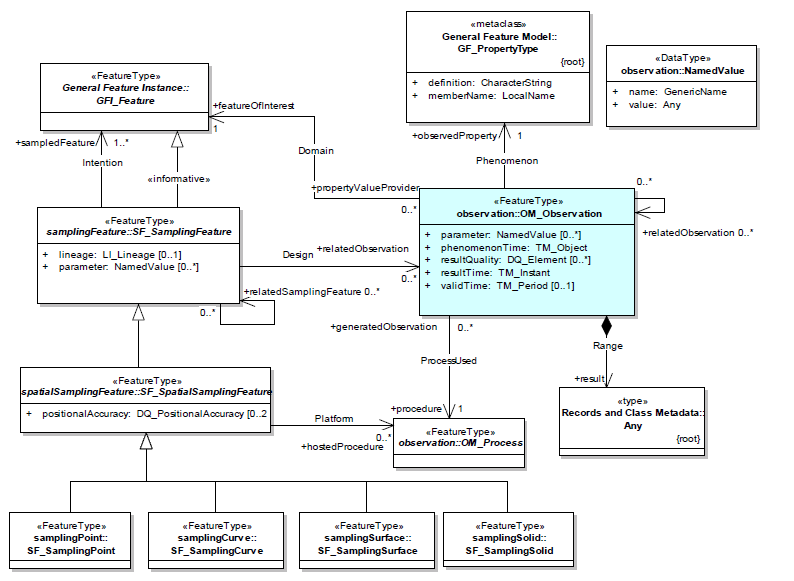 «metaclass»
General Feature Model::
GF_PropertyType
{root}
+ definition: CharacterString
+ memberName: LocalName
«DataType»
observation::NamedValue
+ name: GenericName
+ value: Any
«FeatureType»
General Feature Instance::
GFI_Feature
+featureOfInterest
1
+sampledFeature
1..*
Intention
«informative»
Domain
+observedProperty
1
Phenomenon
+propertyValueProvider
0..*
0..*
«FeatureType»
observation::OM_Observation
+ parameter: NamedValue [0..*]
+ phenomenonTime: TM_Object
+ resultQuality: DQ_Element [0..*]
+ resultTime: TM_Instant
+ validTime: TM_Period [0..1]
+relatedObservation 0..*
«FeatureType»
samplingFeature::SF_SamplingFeature
+ lineage: LI_Lineage [0..1]
+ parameter: NamedValue [0..*]
Design
+relatedObservation
0..*
+relatedSamplingFeature 0..*
0..*
+generatedObservation
0..*
ProcessUsed
+procedure
1
Range
+result
«FeatureType»
spatialSamplingFeature::SF_SpatialSamplingFeature
+ positionalAccuracy: DQ_PositionalAccuracy [0..2
Platform
0..*
+hostedProcedure
«FeatureType»
observation::OM_Process
«type»
Records and Class Metadata::
Any
{root}
«FeatureType»
samplingPoint::
SF_SamplingPoint
«FeatureType»
samplingCurve::
SF_SamplingCurve
«FeatureType»
samplingSurface::
SF_SamplingSurface
«FeatureType»
samplingSolid::
SF_SamplingSolid